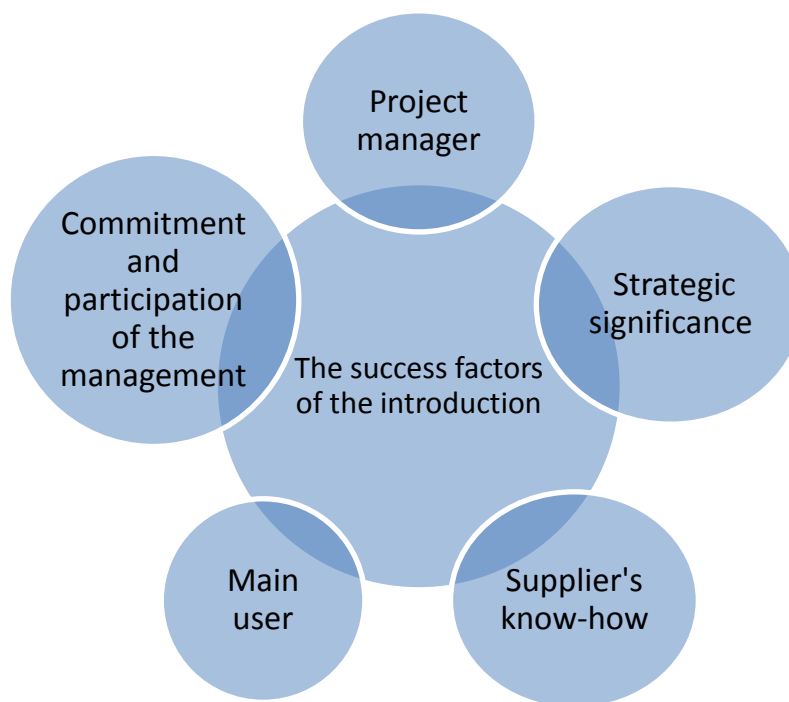 Project
manager
Commitment
and
participation
of the
management
Strategic
significance
The success factors
of the introduction
Main
user
Supplier's
know-how